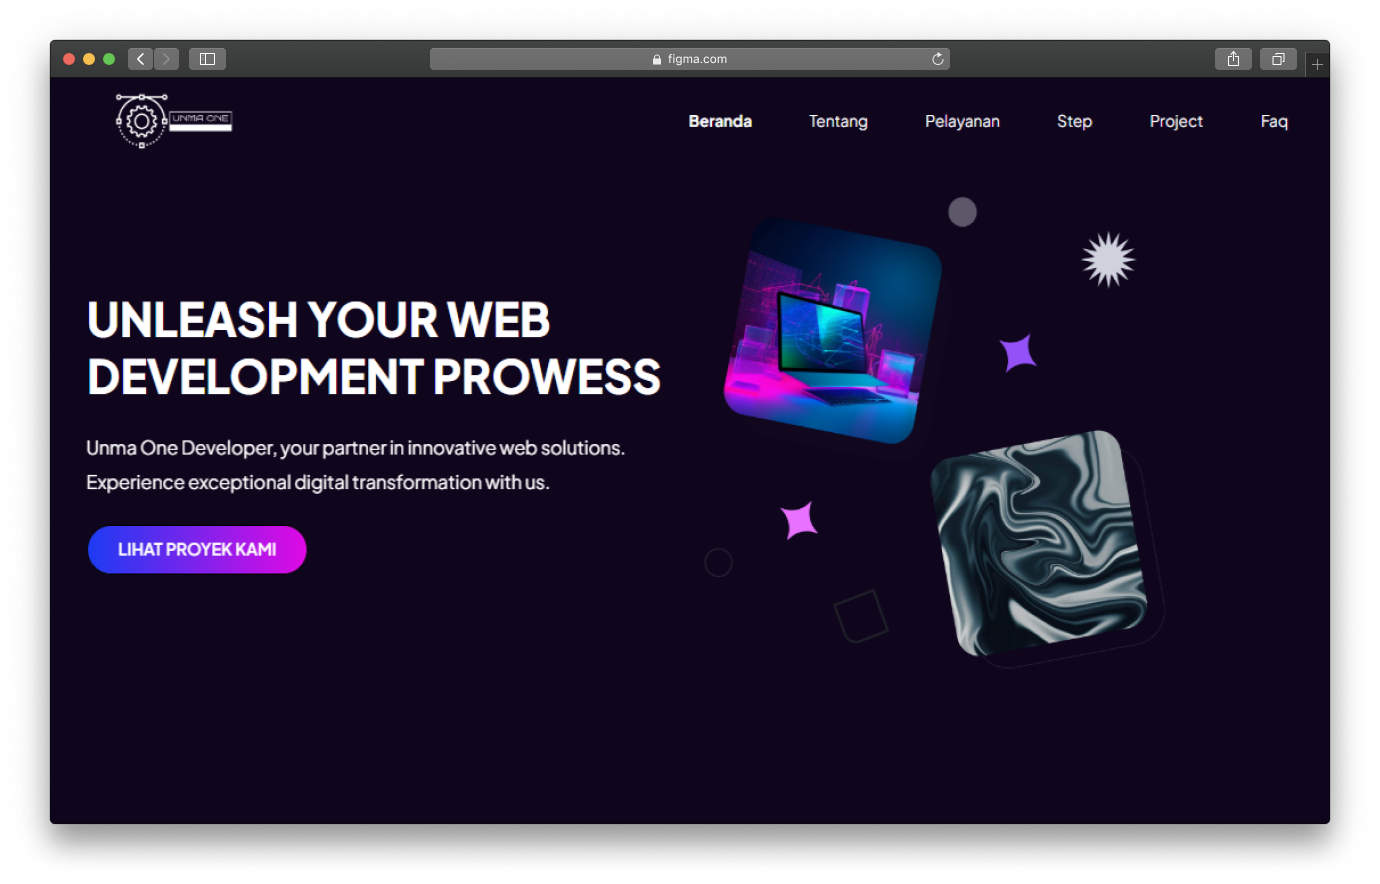 figma.com
UNMA ONE
Beranda Tentang Pelayanan Step Project Faq
UNLEASH YOUR WEB
DEVELOPMENT PROWESS
Unma One Developer, your partner in innovative web solutions.
Experience exceptional digital transformation with us.
LIHAT PROYEK KAMI